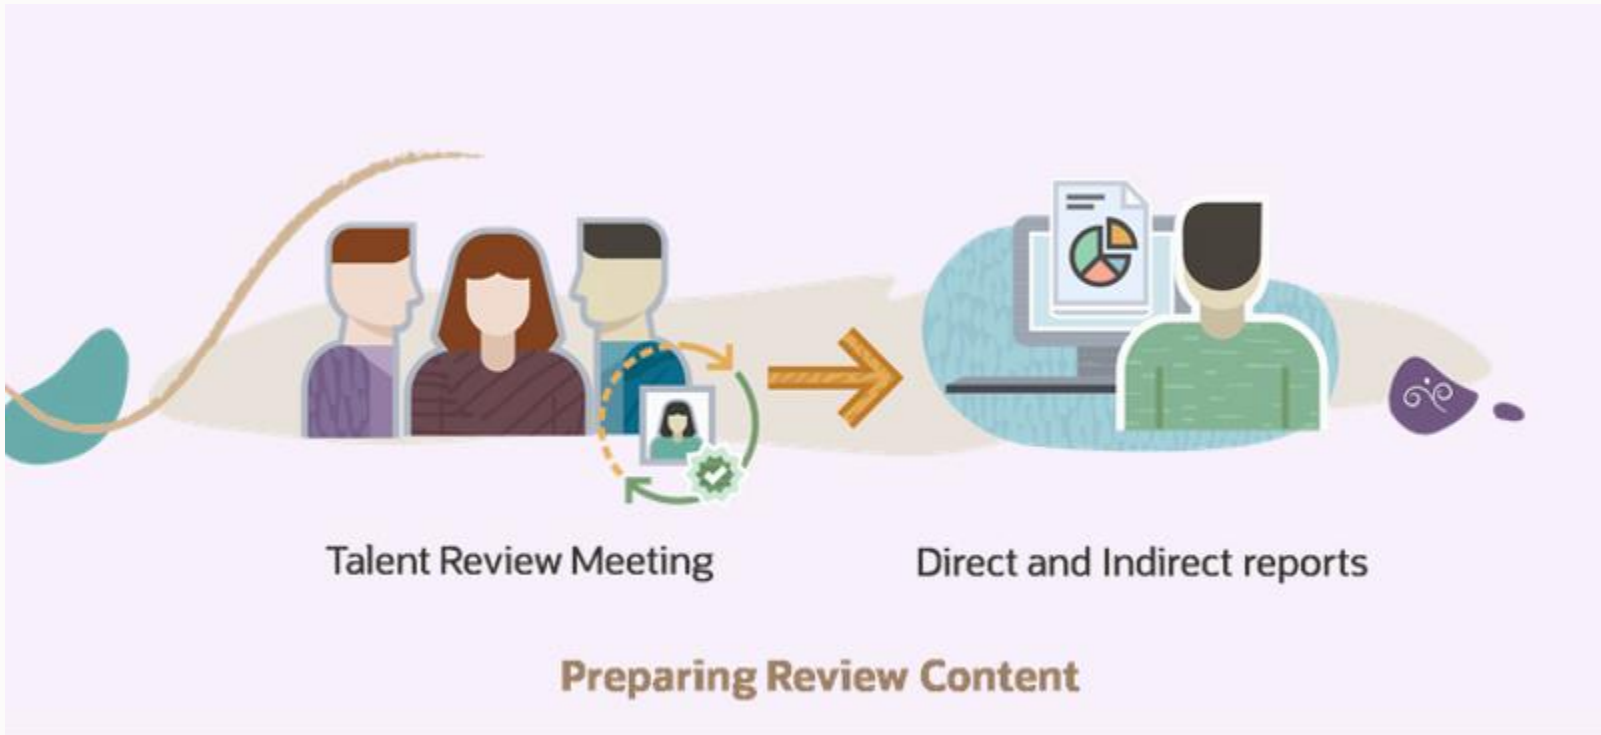 Talent Review Meeting
Direct and Indirect reports
Preparing Review Content